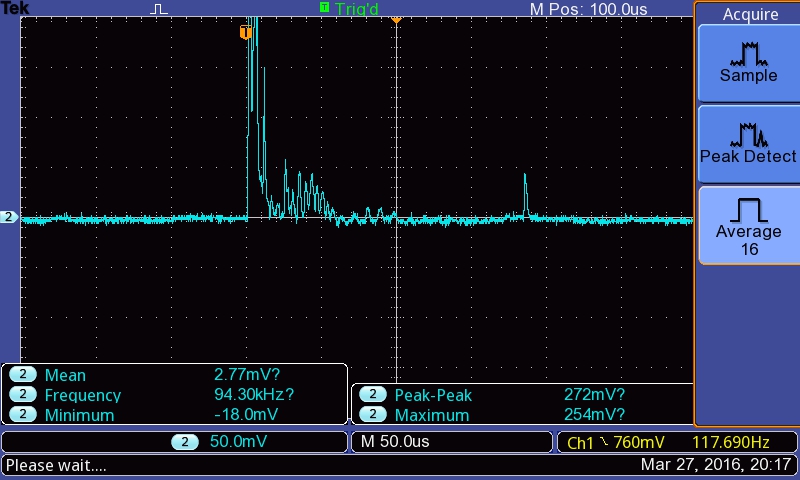 Tek T Trig'd M Pos: 100.0us Acquire
T
Sample
Peak Detect
2
Average
16
2 Mean 2.77mV?
2 Frequency 94.30kHz? 2 Peak-Peak 272mV?
2 Minimum -18.0mV 2 Maximum 254mV?
2 50.0mV M 50.0us Ch1 760mV 117.690Hz
Please wait.... Mar 27, 2016, 20:17